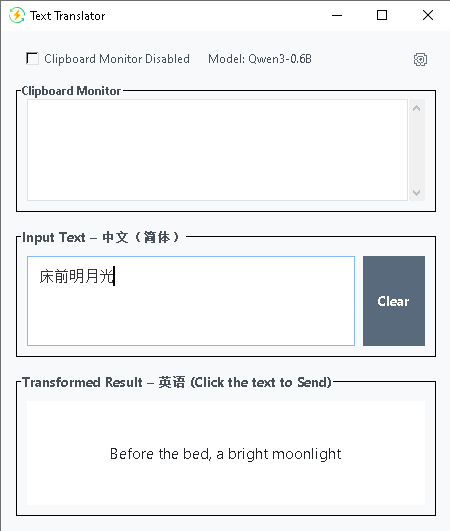 Text Translator
Clipboard Monitor Disabled Model: Qwen3-0.6B
Clipboard Monitor
Input Text – 中文（简体）
床前明月光
Clear
Transformed Result – 英语 (Click the text to Send)
Before the bed, a bright moonlight